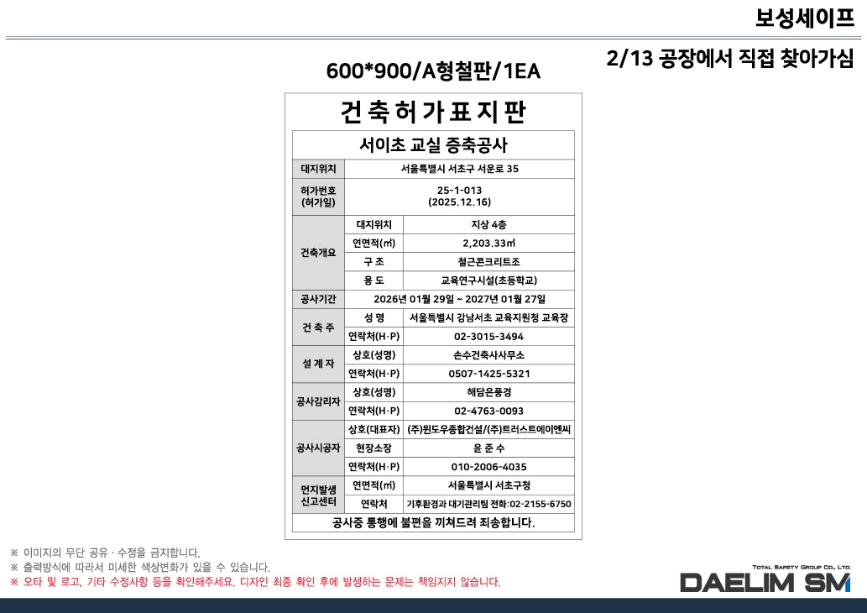 보성세이프
2/13 공장에서 직접 찾아가심
600*900/A형철판/1EA
건축허가표지판
서이초 교실 증축공사
대지위치 서울특별시 서초구 서운로 35
허가번호 (허가일) 25-1-013 (2025.12.16)
건축개요
대지위치 지상 4층
연면적(㎡) 2,203.33㎡
구 조 철근콘크리트조
용 도 교육연구시설(초등학교)
공사기간 2026년 01월 29일 ~ 2027년 01월 27일
건 축 주
성 명 서울특별시 강남서초 교육지원청 교육장
연락처(H·P) 02-3015-3494
설 계 자
상호(성명) 손수건축사사무소
연락처(H·P) 0507-1425-5321
공사감리자
상호(성명) 해담은풍경
연락처(H·P) 02-4763-0093
공사시공자
상호(대표자) (주)윈도우종합건설/(주)트러스트에이앤씨
현장소장 윤 준 수
연락처(H·P) 010-2006-4035
먼지발생 신고센터
연면적(㎡) 서울특별시 서초구청
연락처 기후환경과 대기관리팀 전화:02-2155-6750
공사중 통행에 불편을 끼쳐드려 죄송합니다.
※ 이미지의 무단 공유·수정을 금지합니다.
※ 출력방식에 따라서 미세한 색상변화가 있을 수 있습니다.
※ 오타 및 로고, 기타 수정사항 등을 확인해주세요. 디자인 최종 확인 후에 발생하는 문제는 책임지지 않습니다.
TOTAL SAFETY GROUP CO., LTD.
DAELIM SM